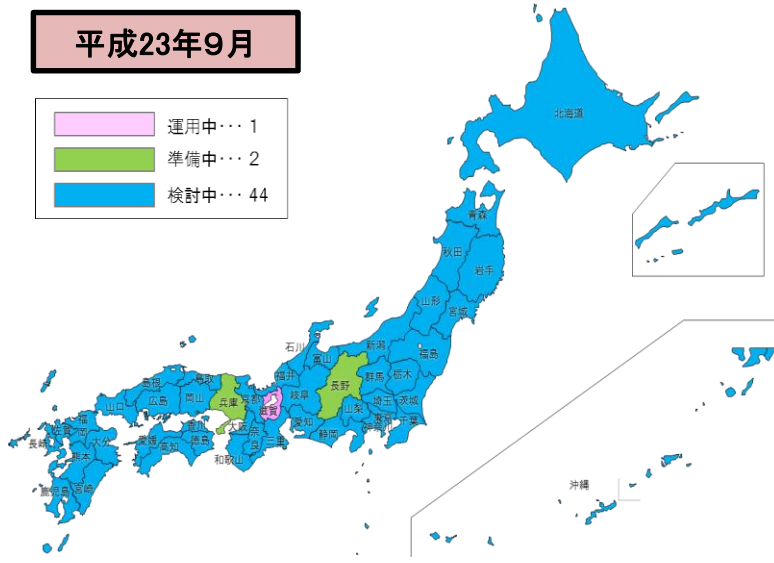 平成23年９月
運用中･･･ 1
準備中･･･ 2
検討中･･･ 44
北海道
青森
秋田
岩手
山形
宮城
石川
新潟
福島
富山
福井
長野
群馬
栃木
島根
鳥取
岐阜
埼玉
茨城
山口
広島
岡山
兵庫
京都
滋賀
山梨
東京
千葉
福岡
佐賀
大分
香川
大阪
奈良
愛知
神奈川
長崎
愛媛
高知
徳島
三重
静岡
熊本
和歌山
鹿児島
宮崎
沖縄